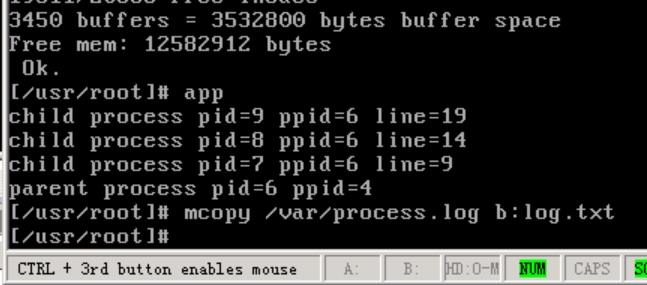 3450 buffers = 3532800 bytes buffer space
Free mem: 12582912 bytes
 Ok.
[/usr/root]# app
child process pid=9 ppid=6 line=19
child process pid=8 ppid=6 line=14
child process pid=7 ppid=6 line=9
parent process pid=6 ppid=4
[/usr/root]# mcopy /var/process.log b:log.txt
[/usr/root]#
CTRL + 3rd button enables mouse A: B: HD:0-M NUM CAPS